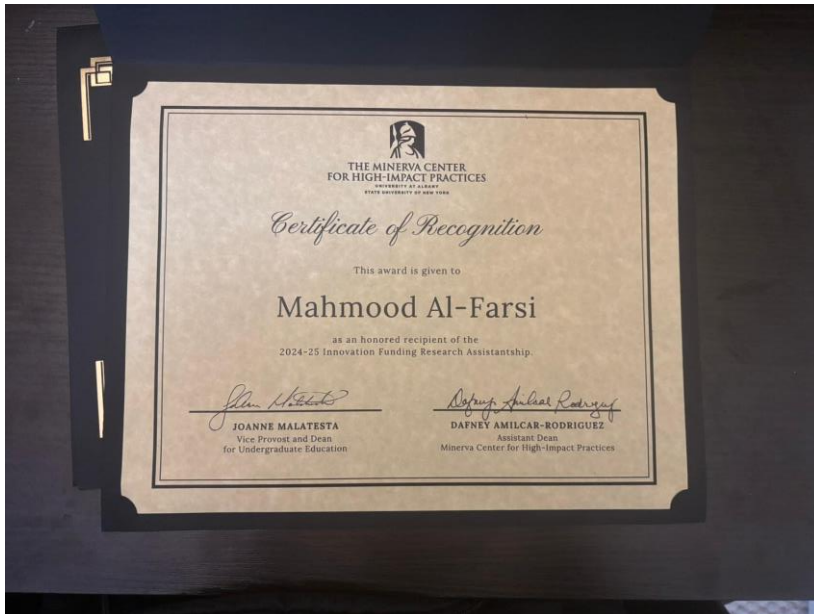 THE MINERVA CENTER
FOR HIGH-IMPACT PRACTICES
UNIVERSITY AT ALBANY
STATE UNIVERSITY OF NEW YORK
Certificate of Recognition
This award is given to
Mahmood Al-Farsi
as an honored recipient of the
2024-25 Innovation Funding Research Assistantship.
JOANNE MALATESTA
Vice Provost and Dean
for Undergraduate Education
Dafney Amilcar Rodriguez
DAFNEY AMILCAR-RODRIGUEZ
Assistant Dean
Minerva Center for High-Impact Practices